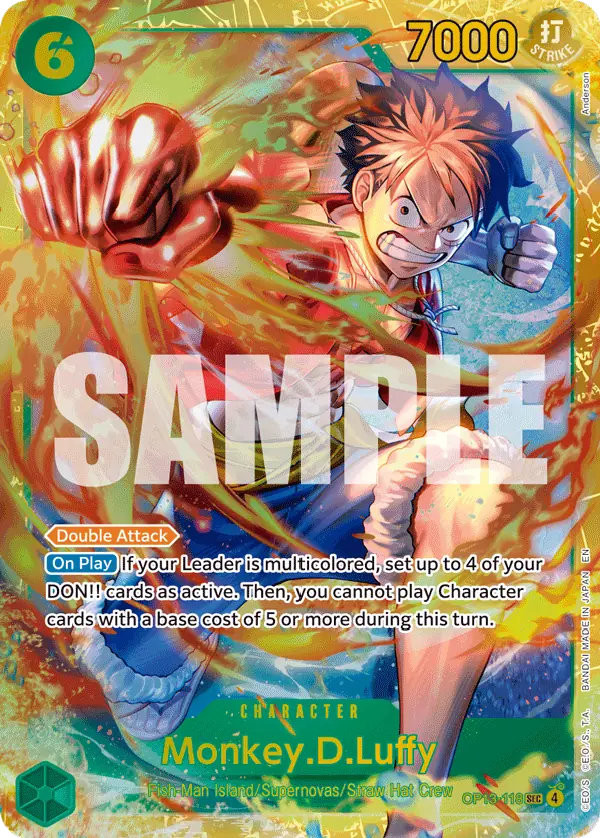 6
7000
打
STRIKE
Anderson
SAMPLE
Double Attack
On Play If your Leader is multicolored, set up to 4 of your
DON!! cards as active. Then, you cannot play Character
cards with a base cost of 5 or more during this turn.
CHARACTER
Monkey.D.Luffy
Fish-Man Island/Supernovas/Straw Hat Crew
OP13-118 SEC 4
©E.O/S. ©E.O./S.,T.A. BANDAI MADE IN JAPAN EN